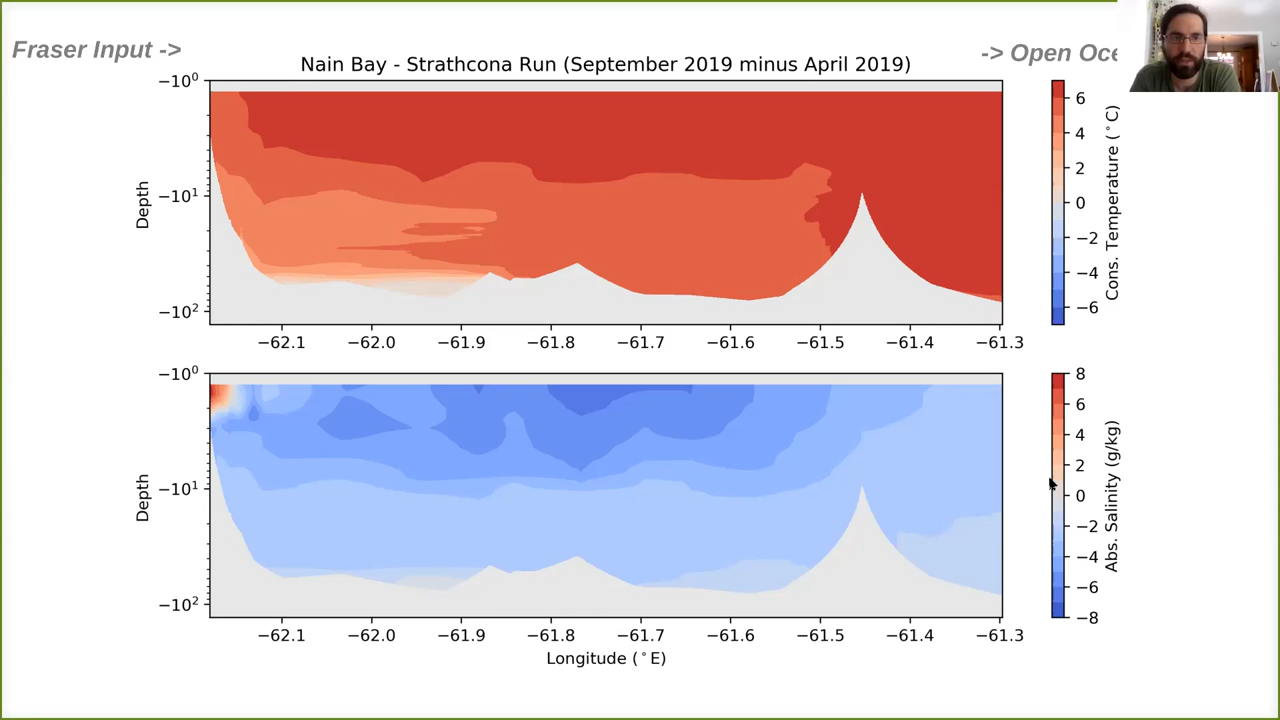 Fraser Input ->
-> Open Oce
Nain Bay - Strathcona Run (September 2019 minus April 2019)
−10⁰
−10¹
−10²
Depth
−62.1 −62.0 −61.9 −61.8 −61.7 −61.6 −61.5 −61.4 −61.3
6
4
2
0
−2
−4
−6
Cons. Temperature (°C)
−10⁰
−10¹
−10²
Depth
−62.1 −62.0 −61.9 −61.8 −61.7 −61.6 −61.5 −61.4 −61.3
Longitude (°E)
8
6
4
2
0
−2
−4
−6
−8
Abs. Salinity (g/kg)